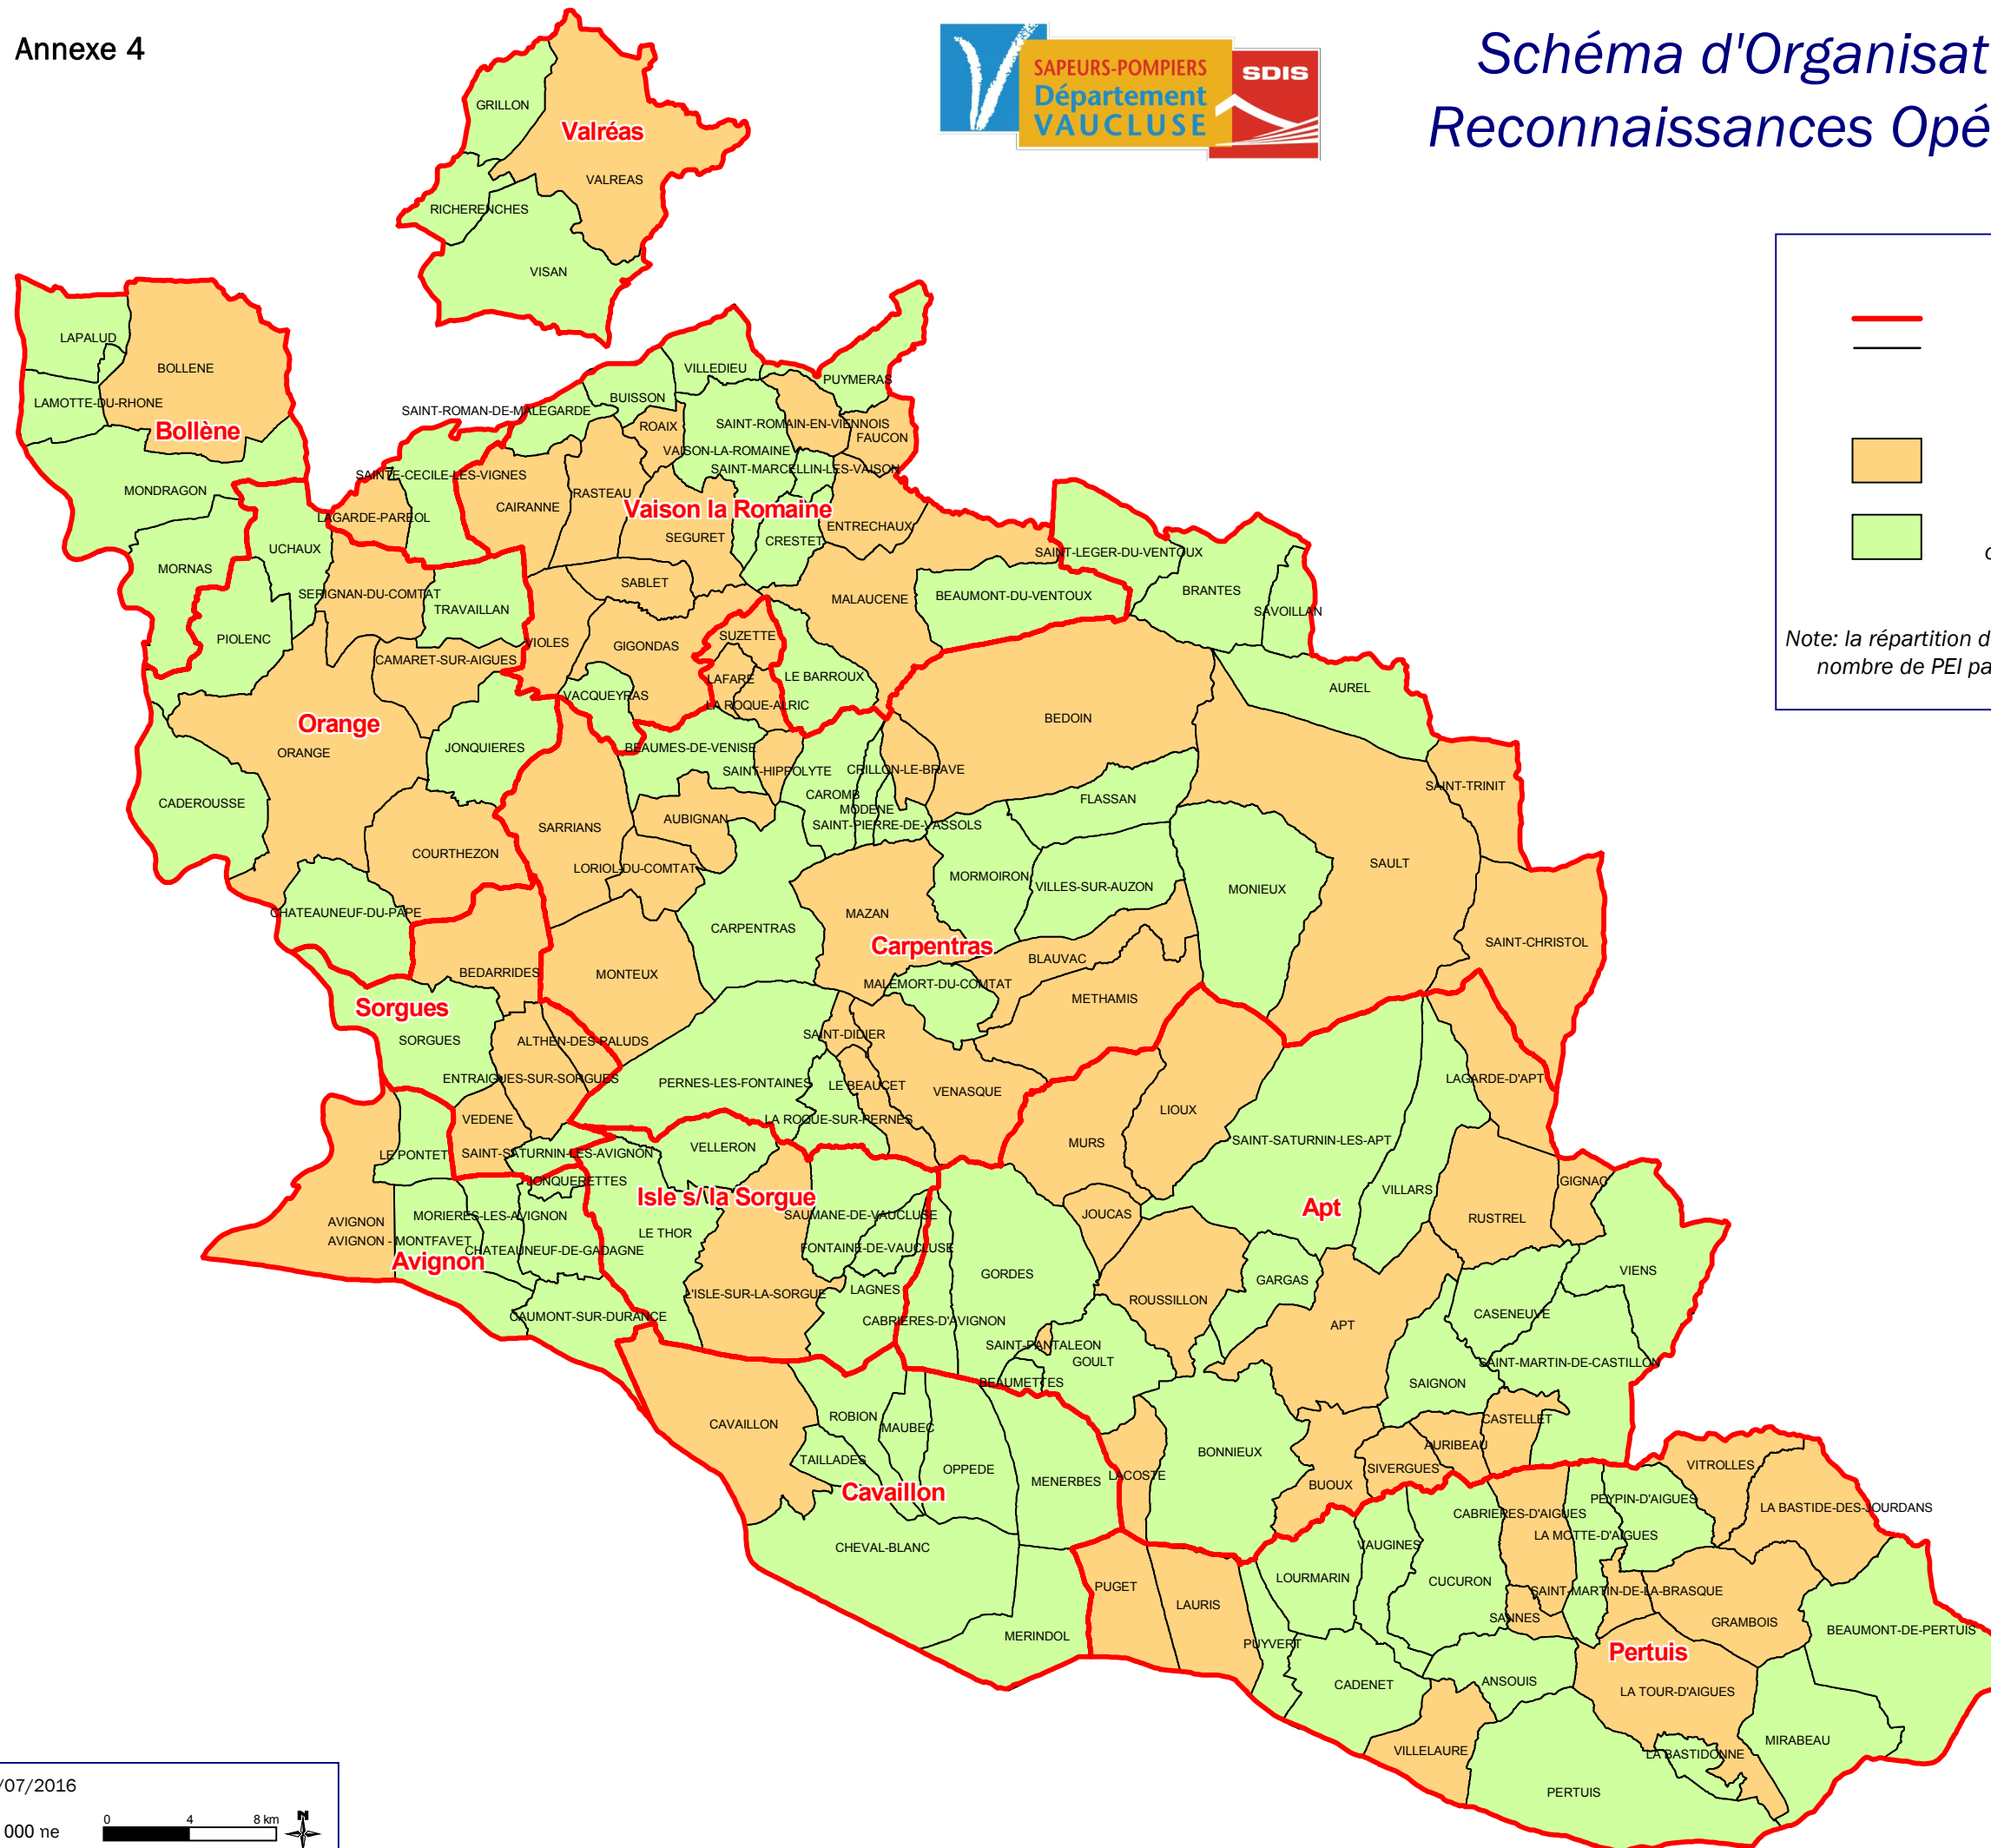 Annexe 4
SAPEURS-POMPIERS
Département
VAUCLUSE
SDIS
Schéma d'Organisat
Reconnaissances Opé
GRILLON
Valréas
VALREAS
RICHERENCHES
VISAN
LAPALUD
BOLLENE
LAMOTTE-DU-RHONE
Bollène
MONDRAGON
MORNAS
VILLEDIEU
PUYMERAS
BUISSON
SAINT-ROMAN-DE-MALEGARDE
ROAIX
SAINT-ROMAIN-EN-VIENNOIS
FAUCON
VAISON-LA-ROMAINE
SAINT-MARCELLIN-LES-VAISON
SAINTE-CECILE-LES-VIGNES
RASTEAU
CAIRANNE
Vaison la Romaine
LAGARDE-PAREOL
ENTRECHAUX
SEGURET
CRESTET
UCHAUX
SAINT-LEGER-DU-VENTOUX
SABLET
BRANTES
SERIGNAN-DU-COMTAT
TRAVAILLAN
MALAUCENE
BEAUMONT-DU-VENTOUX
SAVOILLAN
PIOLENC
VIOLES
GIGONDAS
SUZETTE
CAMARET-SUR-AIGUES
LAFARE
LE BARROUX
AUREL
VACQUEYRAS
LA ROQUE-ALRIC
BEDOIN
Orange
ORANGE
JONQUIERES
BEAUMES-DE-VENISE
SAINT-HIPPOLYTE
CRILLON-LE-BRAVE
SAINT-TRINIT
CADEROUSSE
CAROMB
MODENE
FLASSAN
SARRIANS
AUBIGNAN
SAINT-PIERRE-DE-VASSOLS
COURTHEZON
LORIOL-DU-COMTAT
SAULT
MORMOIRON
VILLES-SUR-AUZON
MONIEUX
CHATEAUNEUF-DU-PAPE
MAZAN
CARPENTRAS
Carpentras
SAINT-CHRISTOL
BLAUVAC
BEDARRIDES
MONTEUX
MALEMORT-DU-COMTAT
METHAMIS
Sorgues
SORGUES
ALTHEN-DES-PALUDS
SAINT-DIDIER
ENTRAIGUES-SUR-SORGUES
PERNES-LES-FONTAINES
LE BEAUCET
VENASQUE
LAGARDE-D'APT
LIOUX
VEDENE
LA ROQUE-SUR-PERNES
MURS
SAINT-SATURNIN-LES-APT
LE PONTET
SAINT-SATURNIN-LES-AVIGNON
VELLERON
JONQUERETTES
GIGNAC
Isle s/ la Sorgue
Apt
VILLARS
MORIERES-LES-AVIGNON
SAUMANE-DE-VAUCLUSE
JOUCAS
RUSTREL
AVIGNON
AVIGNON - MONTFAVET
LE THOR
CHATEAUNEUF-DE-GADAGNE
FONTAINE-DE-VAUCLUSE
Avignon
GORDES
GARGAS
VIENS
L'ISLE-SUR-LA-SORGUE
LAGNES
ROUSSILLON
CAUMONT-SUR-DURANCE
CABRIERES-D'AVIGNON
CASENEUVE
APT
SAINT-PANTALEON
GOULT
SAINT-MARTIN-DE-CASTILLON
BEAUMETTES
SAIGNON
CAVAILLON
ROBION
MAUBEC
CASTELLET
AURIBEAU
BONNIEUX
TAILLADES
OPPEDE
MENERBES
LACOSTE
SIVERGUES
BUOUX
Cavaillon
VITROLLES
PEYPIN-D'AIGUES
LA BASTIDE-DES-JOURDANS
CABRIERES-D'AIGUES
LA MOTTE-D'AIGUES
CHEVAL-BLANC
VAUGINES
PUGET
LOURMARIN
CUCURON
SAINT-MARTIN-DE-LA-BRASQUE
LAURIS
SANNES
GRAMBOIS
BEAUMONT-DE-PERTUIS
MERINDOL
PUYVERT
Pertuis
CADENET
ANSOUIS
LA TOUR-D'AIGUES
VILLELAURE
MIRABEAU
LA BASTIDONNE
PERTUIS
Note: la répartition d
nombre de PEI pa
/07/2016
000 ne
0 4 8 km
N